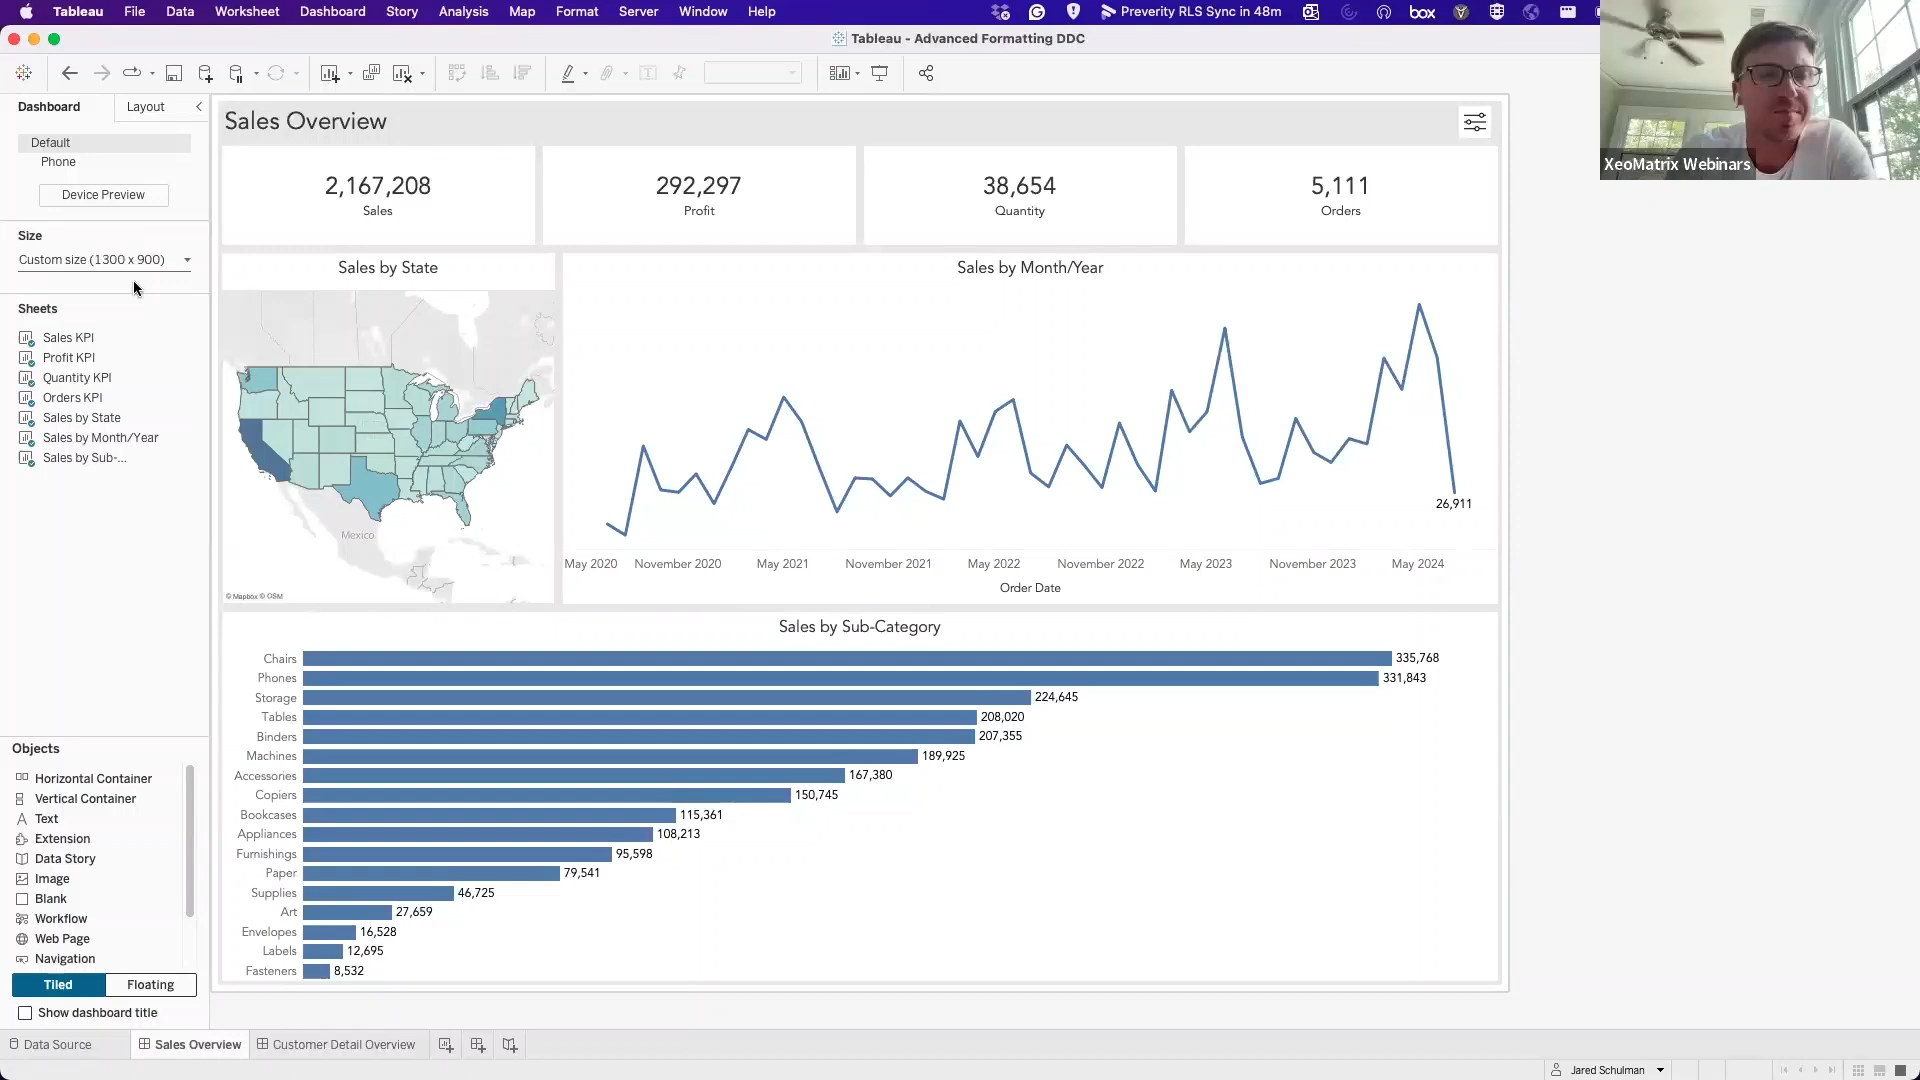 Tableau File Data Worksheet Dashboard Story Analysis Map Format Server Window Help Preverity RLS Sync in 48m box
Tableau - Advanced Formatting DDC
XeoMatrix Webinars
Dashboard Layout
Default
Phone
Device Preview
Size
Custom size (1300 x 900)
Sheets
Sales KPI
Profit KPI
Quantity KPI
Orders KPI
Sales by State
Sales by Month/Year
Sales by Sub-...
Objects
Horizontal Container
Vertical Container
Text
Extension
Data Story
Image
Blank
Workflow
Web Page
Navigation
Tiled Floating
Show dashboard title
Sales Overview
2,167,208
Sales
292,297
Profit
38,654
Quantity
5,111
Orders
Sales by State
Mexico
© Mapbox © OSM
Sales by Month/Year
26,911
May 2020 November 2020 May 2021 November 2021 May 2022 November 2022 May 2023 November 2023 May 2024
Order Date
Sales by Sub-Category
Chairs 335,768
Phones 331,843
Storage 224,645
Tables 208,020
Binders 207,355
Machines 189,925
Accessories 167,380
Copiers 150,745
Bookcases 115,361
Appliances 108,213
Furnishings 95,598
Paper 79,541
Supplies 46,725
Art 27,659
Envelopes 16,528
Labels 12,695
Fasteners 8,532
Data Source Sales Overview Customer Detail Overview
Jared Schulman